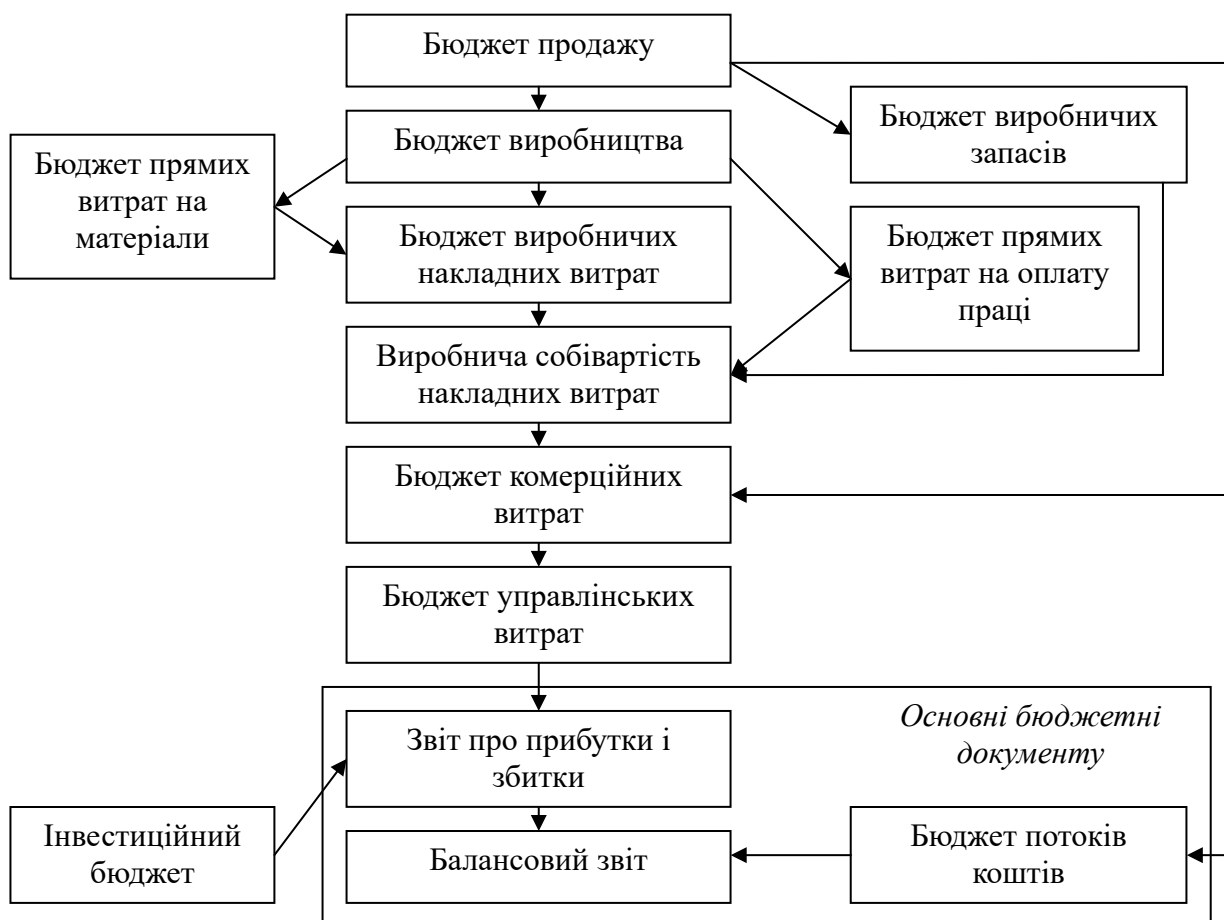 Бюджет продажу
Бюджет виробничих
запасів
Бюджет виробництва
Бюджет прямих
витрат на
матеріали
Бюджет виробничих
накладних витрат
Бюджет прямих
витрат на оплату
праці
Виробнича собівартість
накладних витрат
Бюджет комерційних
витрат
Бюджет управлінських
витрат
Основні бюджетні
документу
Звіт про прибутки і
збитки
Інвестиційний
бюджет
Балансовий звіт
Бюджет потоків
коштів